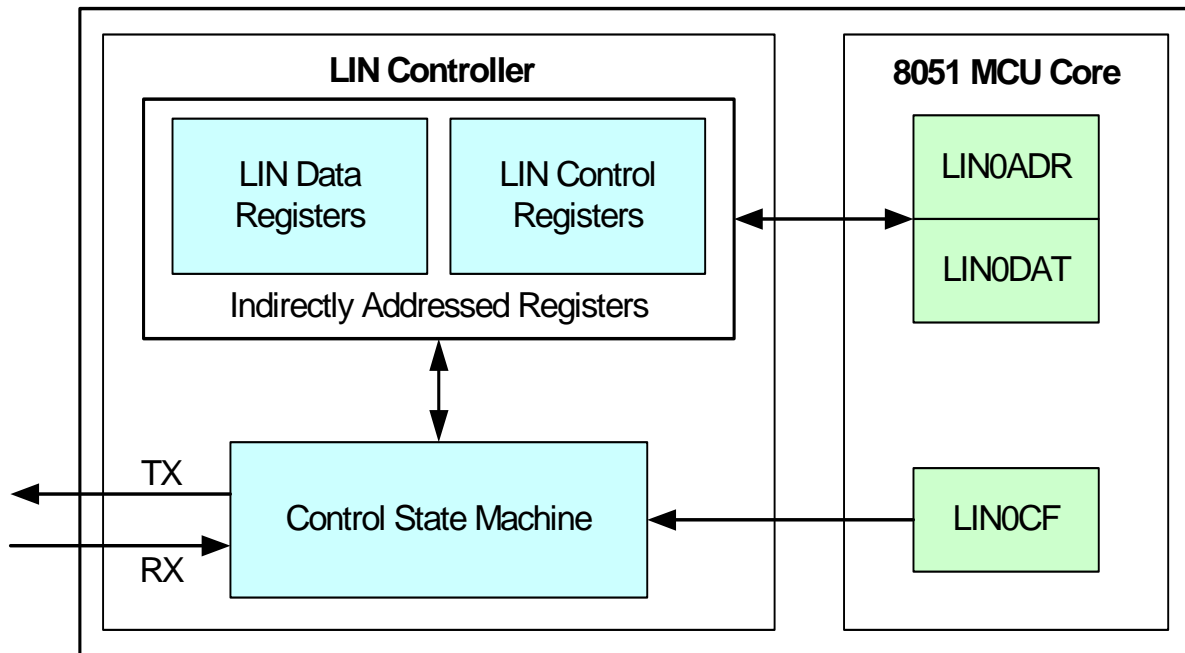 LIN Controller
8051 MCU Core
LIN Data
Registers
LIN Control
Registers
LIN0ADR
LIN0DAT
Indirectly Addressed Registers
TX
Control State Machine
LIN0CF
RX